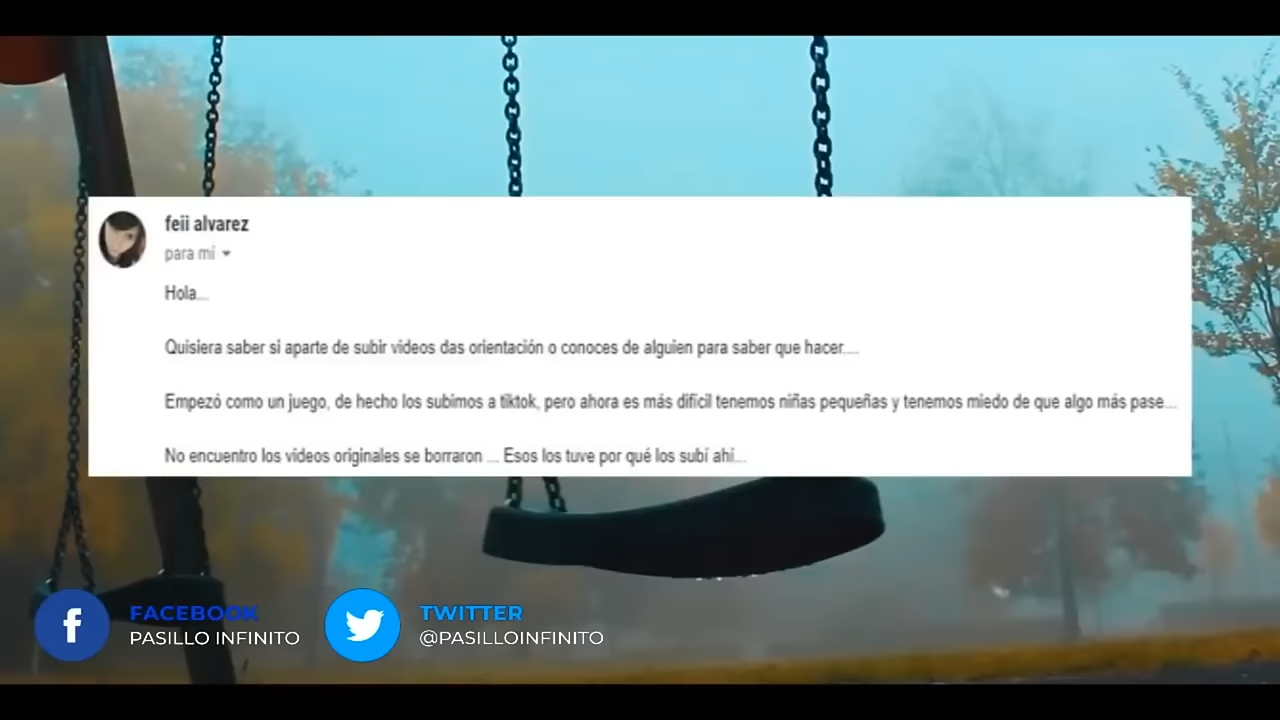 feii alvarez
para mí
Hola...
Quisiera saber si aparte de subir videos das orientación o conoces de alguien para saber que hacer....
Empezó como un juego, de hecho los subimos a tiktok, pero ahora es más difícil tenemos niñas pequeñas y tenemos miedo de que algo más pase...
No encuentro los videos originales se borraron ... Esos los tuve por qué los subí ahí...
FACEBOOK
PASILLO INFINITO
TWITTER
@PASILLOINFINITO